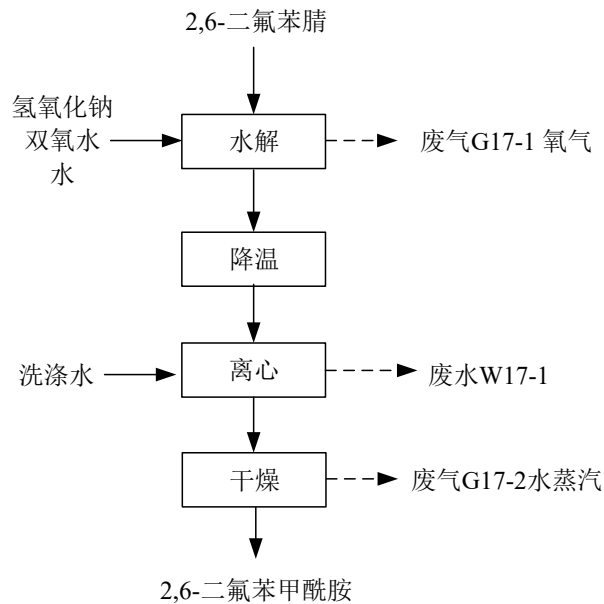 2,6-二氟苯腈
氢氧化钠
双氧水
水
水解
废气G17-1 氧气
降温
洗涤水
离心
废水W17-1
干燥
废气G17-2水蒸汽
2,6-二氟苯甲酰胺